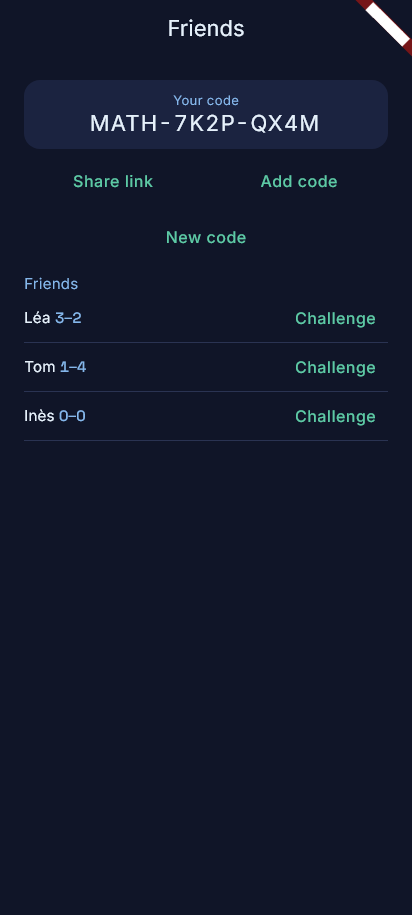 Friends
Your code
MATH-7K2P-QX4M
Share link Add code
New code
Friends
Léa 3–2 Challenge
Tom 1–4 Challenge
Inès 0–0 Challenge